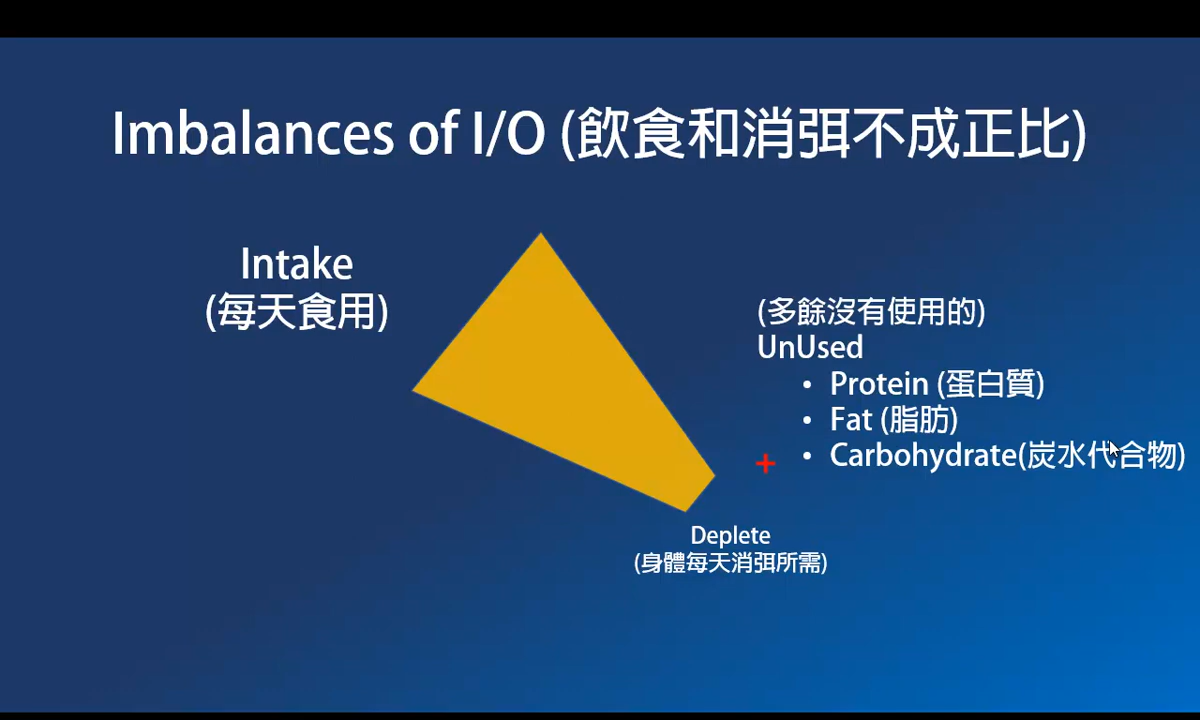 Imbalances of I/O (飲食和消弭不成正比)
Intake
(每天食用)
(多餘沒有使用的)
UnUsed
• Protein (蛋白質)
• Fat (脂肪)
• Carbohydrate(炭水代合物)
Deplete
(身體每天消弭所需)